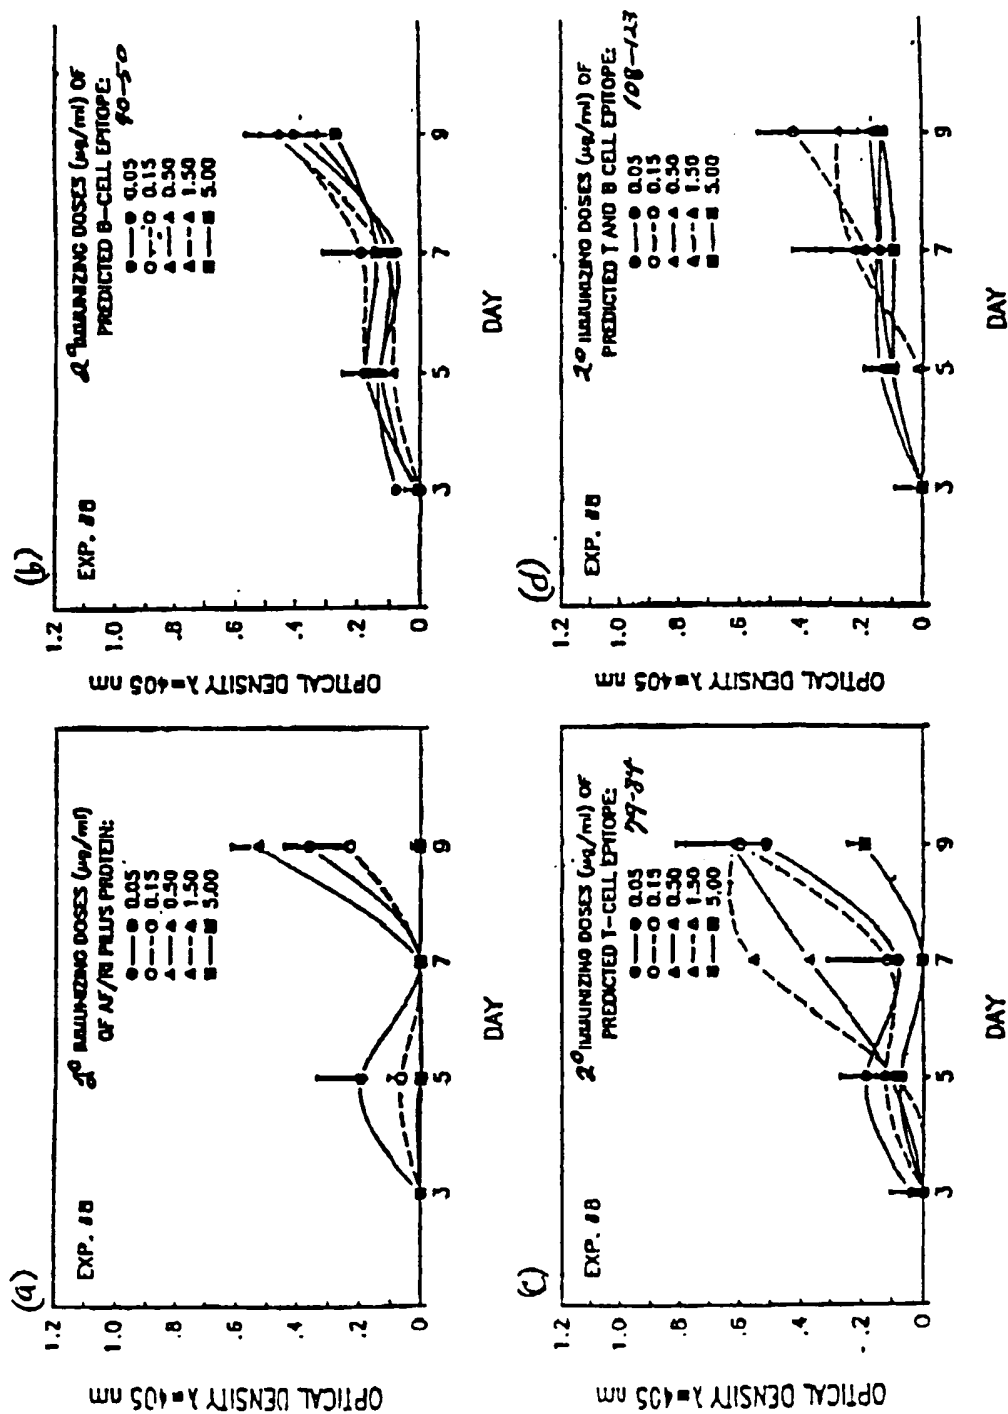 (a)
EXP. #8
2° IMMUNIZING DOSES (µg/ml)
OF AF/RI PILUS PROTEIN:
0.05
0.15
0.50
1.50
5.00
1.2
1.0
.8
.6
.4
.2
0
3
5
7
9
DAY
OPTICAL DENSITY λ=405 nm
(b)
EXP. #8
2° IMMUNIZING DOSES (µg/ml) OF
PREDICTED B-CELL EPITOPE:
40-50
0.05
0.15
0.50
1.50
5.00
1.2
1.0
.8
.6
.4
.2
0
3
5
7
9
DAY
OPTICAL DENSITY λ=405 nm
(c)
EXP. #8
2° IMMUNIZING DOSES (µg/ml) OF
PREDICTED T-CELL EPITOPE:
79-84
0.05
0.15
0.50
1.50
5.00
1.2
1.0
.8
.6
.4
.2
0
3
5
7
9
DAY
OPTICAL DENSITY λ=405 nm
(d)
EXP. #8
2° IMMUNIZING DOSES (µg/ml) OF
PREDICTED T AND B CELL EPITOPE:
108-123
0.05
0.15
0.50
1.50
5.00
1.2
1.0
.8
.6
.4
.2
0
3
5
7
9
DAY
OPTICAL DENSITY λ=405 nm